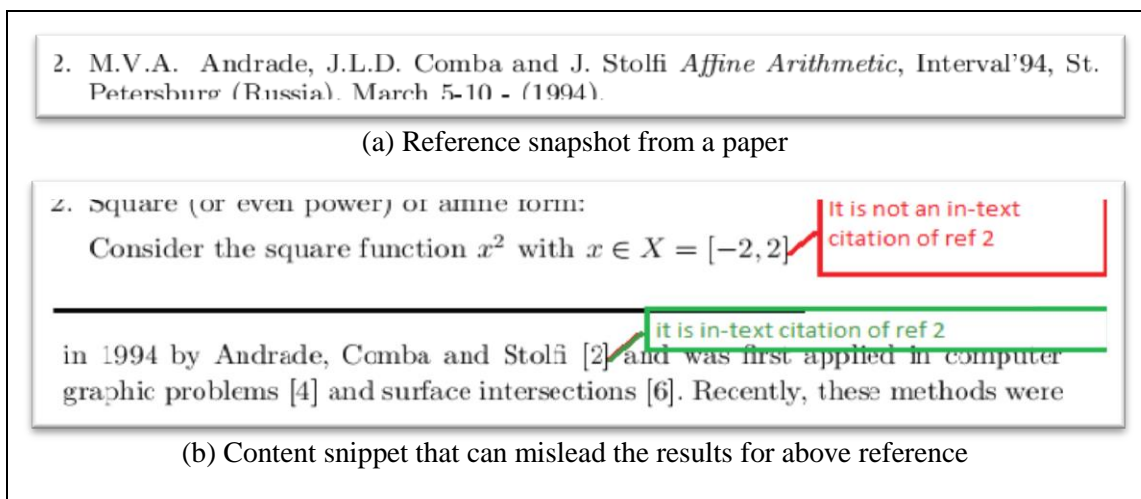 2. M.V.A. Andrade, J.L.D. Comba and J. Stolfi Affine Arithmetic, Interval'94, St.
Petersburg (Russia). March 5-10 - (1994).
(a) Reference snapshot from a paper
2. Square (or even power) of affine form:
It is not an in-text
citation of ref 2
Consider the square function x² with x ∈ X = [−2, 2]
it is in-text citation of ref 2
in 1994 by Andrade, Comba and Stolfi [2] and was first applied in computer
graphic problems [4] and surface intersections [6]. Recently, these methods were
(b) Content snippet that can mislead the results for above reference